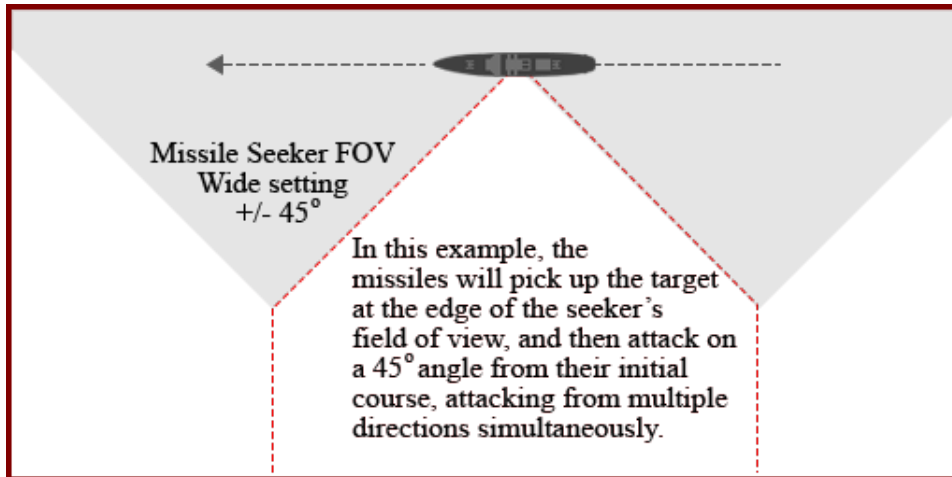 Missile Seeker FOV
Wide setting
+/- 45°
In this example, the
missiles will pick up the target
at the edge of the seeker’s
field of view, and then attack on
a 45° angle from their initial
course, attacking from multiple
directions simultaneously.